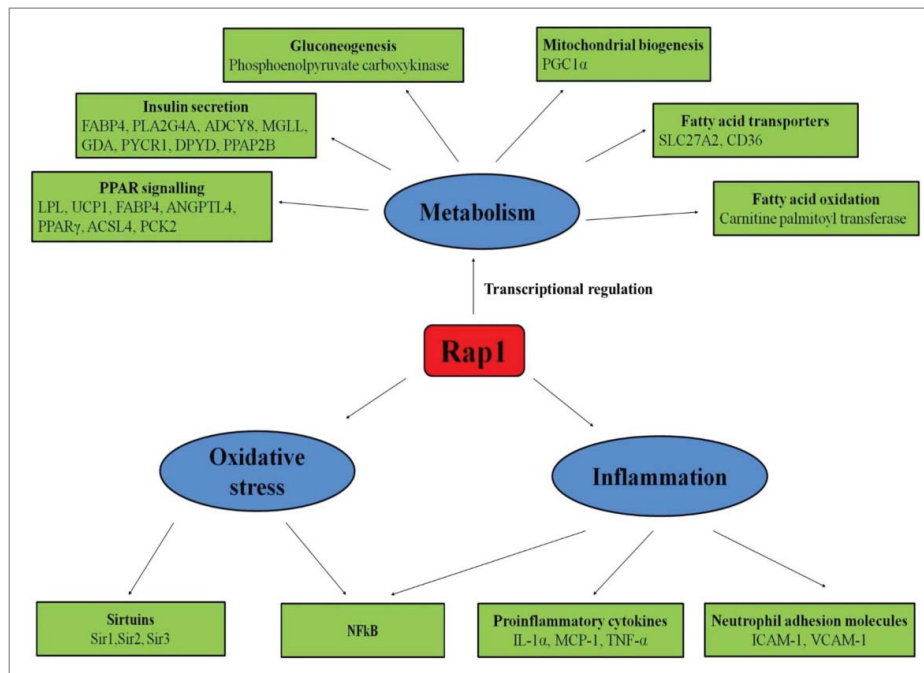 Gluconeogenesis
Phosphoenolpyruvate carboxykinase
Mitochondrial biogenesis
PGC1α
Insulin secretion
FABP4, PLA2G4A, ADCY8, MGLL,
GDA, PYCR1, DPYD, PPAP2B
Fatty acid transporters
SLC27A2, CD36
PPAR signalling
LPL, UCP1, FABP4, ANGPTL4,
PPARγ, ACSL4, PCK2
Metabolism
Fatty acid oxidation
Carnitine palmitoyl transferase
Transcriptional regulation
Rap1
Oxidative
stress
Inflammation
Sirtuins
Sir1,Sir2, Sir3
NFkB
Proinflammatory cytokines
IL-1α, MCP-1, TNF-α
Neutrophil adhesion molecules
ICAM-1, VCAM-1